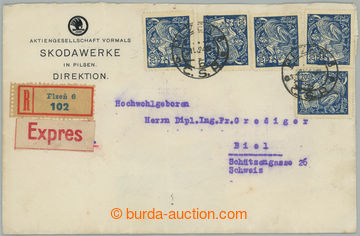 AKTIENGESELLSCHAFT VORMALS
SKODAWERKE
IN PILSEN.
DIREKTION.
R
Plzeň 6
102
Expres
Hochwohlgeboren
Herrn Dipl.Ing.Fr. Grediger
Biel
Schützengasse 26
Schweiz
Č.S.R.
© burda-auction.com